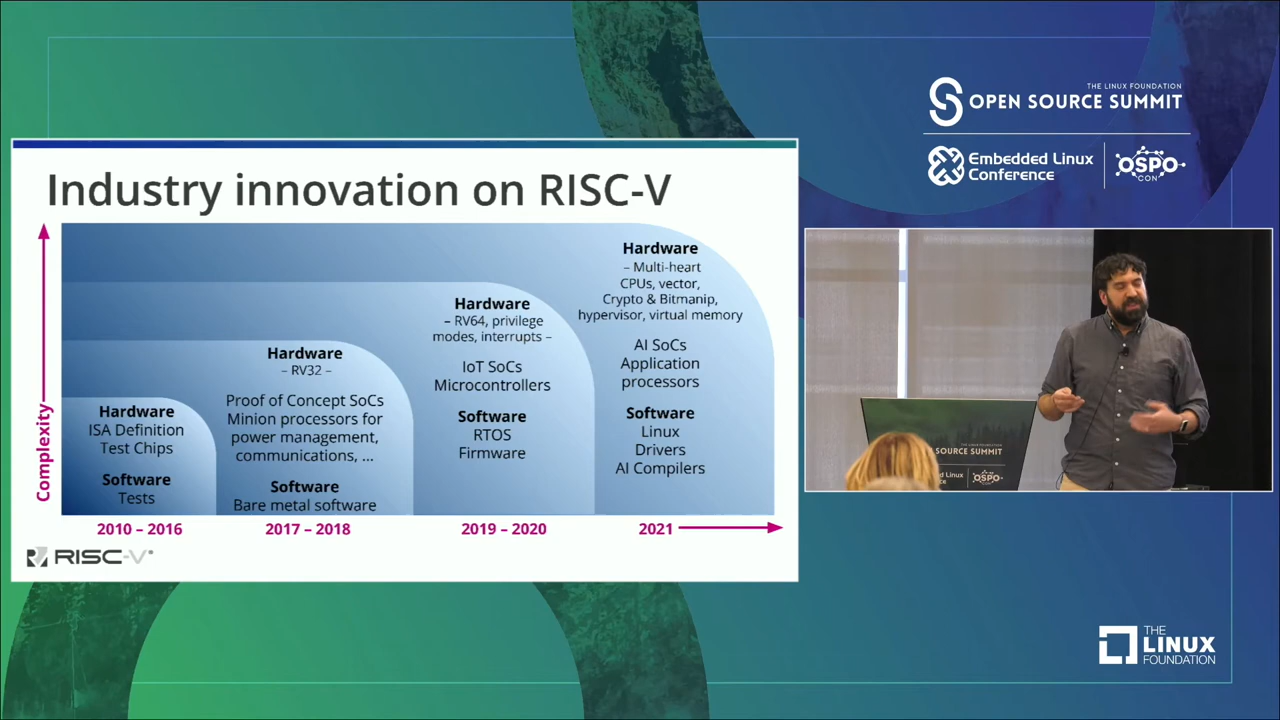 THE LINUX FOUNDATION
OPEN SOURCE SUMMIT
Embedded Linux
Conference
OSPO
CON
Industry innovation on RISC-V
Complexity
Hardware
ISA Definition
Test Chips
Software
Tests
2010 – 2016
Hardware
– RV32 –
Proof of Concept SoCs
Minion processors for
power management,
communications, ...
Software
Bare metal software
2017 – 2018
Hardware
– RV64, privilege
modes, interrupts –
IoT SoCs
Microcontrollers
Software
RTOS
Firmware
2019 – 2020
Hardware
– Multi-heart
CPUs, vector,
Crypto & Bitmanip,
hypervisor, virtual memory
AI SoCs
Application
processors
Software
Linux
Drivers
AI Compilers
2021
RISC-V
SOURCE SUMMIT
OSPO
THE
LINUX
FOUNDATION